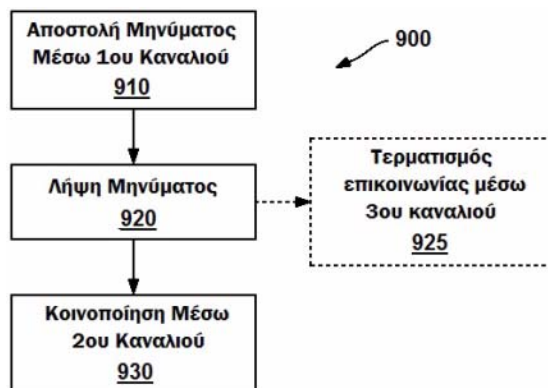 Αποστολή Μηνύματος
Μέσω 1ου Καναλιού
910
900
Λήψη Μηνύματος
920
Τερματισμός
επικοινωνίας μέσω
3ου καναλιού
925
Κοινοποίηση Μέσω
2ου Καναλιού
930